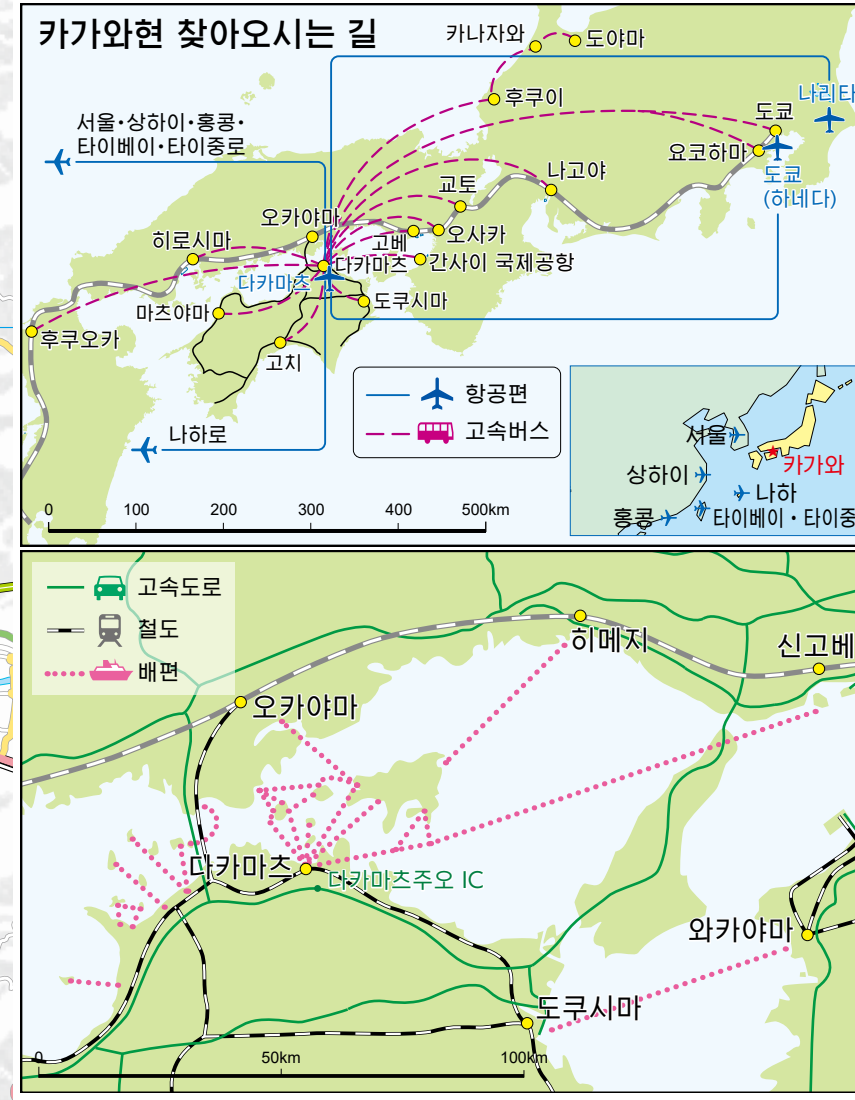 카가와현 찾아오시는 길
카나자와
도야마
후쿠이
나리타
도쿄
요코하마
도쿄
(하네다)
서울·상하이·홍콩·
타이베이·타이중로
나고야
교토
오카야마
고베
오사카
히로시마
다카마츠
다카마츠
간사이 국제공항
마츠야마
도쿠시마
후쿠오카
고치
나하로
항공편
고속버스
0 100 200 300 400 500km
서울
카가와
상하이
나하
홍콩
타이베이・타이중
고속도로
철도
배편
히메지
신고베
오카야마
다카마츠
다카마츠주오 IC
와카야마
도쿠시마
0 50km 100km